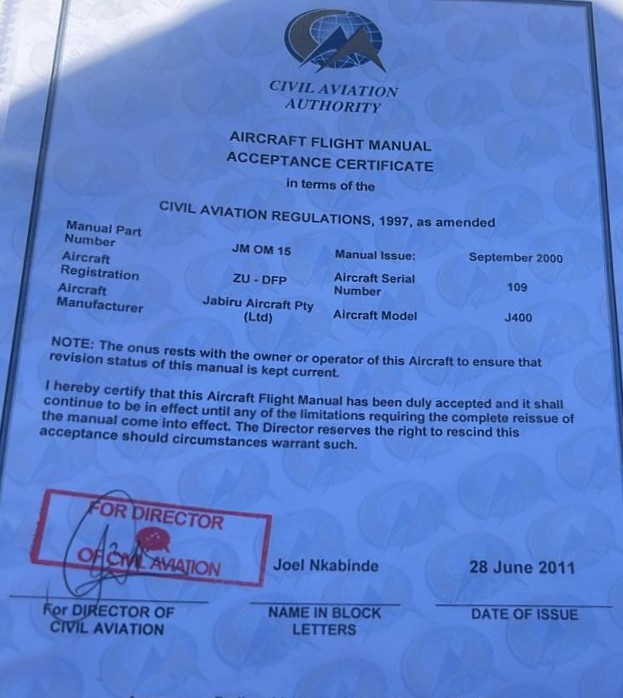 CIVIL AVIATION
AUTHORITY
AIRCRAFT FLIGHT MANUAL
ACCEPTANCE CERTIFICATE
in terms of the
CIVIL AVIATION REGULATIONS, 1997, as amended
Manual Part
Number
JM OM 15
Manual Issue:
September 2000
Aircraft
Registration
ZU - DFP
Aircraft Serial
Number
109
Aircraft
Manufacturer
Jabiru Aircraft Pty
(Ltd)
Aircraft Model
J400
NOTE: The onus rests with the owner or operator of this Aircraft to ensure that
revision status of this manual is kept current.
I hereby certify that this Aircraft Flight Manual has been duly accepted and it shall
continue to be in effect until any of the limitations requiring the complete reissue of
the manual come into effect. The Director reserves the right to rescind this
acceptance should circumstances warrant such.
FOR DIRECTOR
OF CIVIL AVIATION
Joel Nkabinde
28 June 2011
For DIRECTOR OF
CIVIL AVIATION
NAME IN BLOCK
LETTERS
DATE OF ISSUE